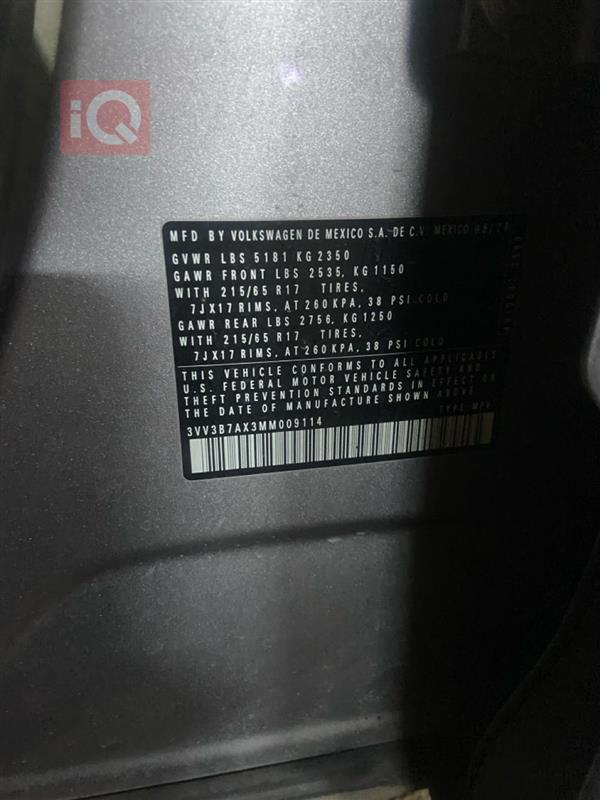 iQ
MFD BY VOLKSWAGEN DE MEXICO S.A. DE C.V. MEXICO
GVWR LBS 5181 KG 2350
GAWR FRONT LBS 2535, KG 1150
WITH 215/65 R17 TIRES,
7JX17 RIMS, AT 260 KPA, 38 PSI COLD
GAWR REAR LBS 2756, KG 1250
WITH 215/65 R17 TIRES,
7JX17 RIMS, AT 260 KPA, 38 PSI COLD
THIS VEHICLE CONFORMS TO ALL APPLICABLE
U.S. FEDERAL MOTOR VEHICLE SAFETY AND
THEFT PREVENTION STANDARDS IN EFFECT ON
THE DATE OF MANUFACTURE SHOWN ABOVE
3VV3B7AX3MM009114 TYPE MPV